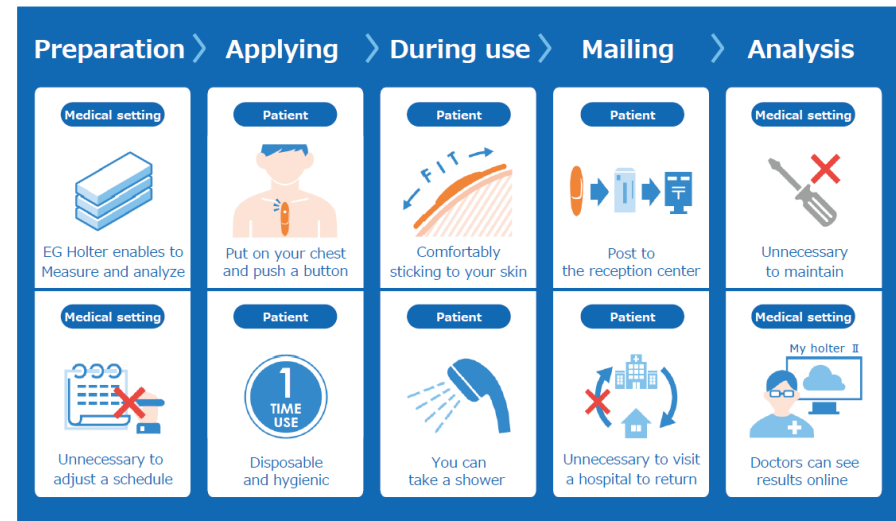 Preparation
Applying
During use
Mailing
Analysis
Medical setting
EG Holter enables to
Measure and analyze
Patient
Put on your chest
and push a button
Patient
FIT
Comfortably
sticking to your skin
Patient
〒
Post to
the reception center
Medical setting
Unnecessary
to maintain
Medical setting
Unnecessary to
adjust a schedule
Patient
1
TIME
USE
Disposable
and hygienic
Patient
You can
take a shower
Patient
Unnecessary to visit
a hospital to return
Medical setting
My holter Ⅱ
Doctors can see
results online